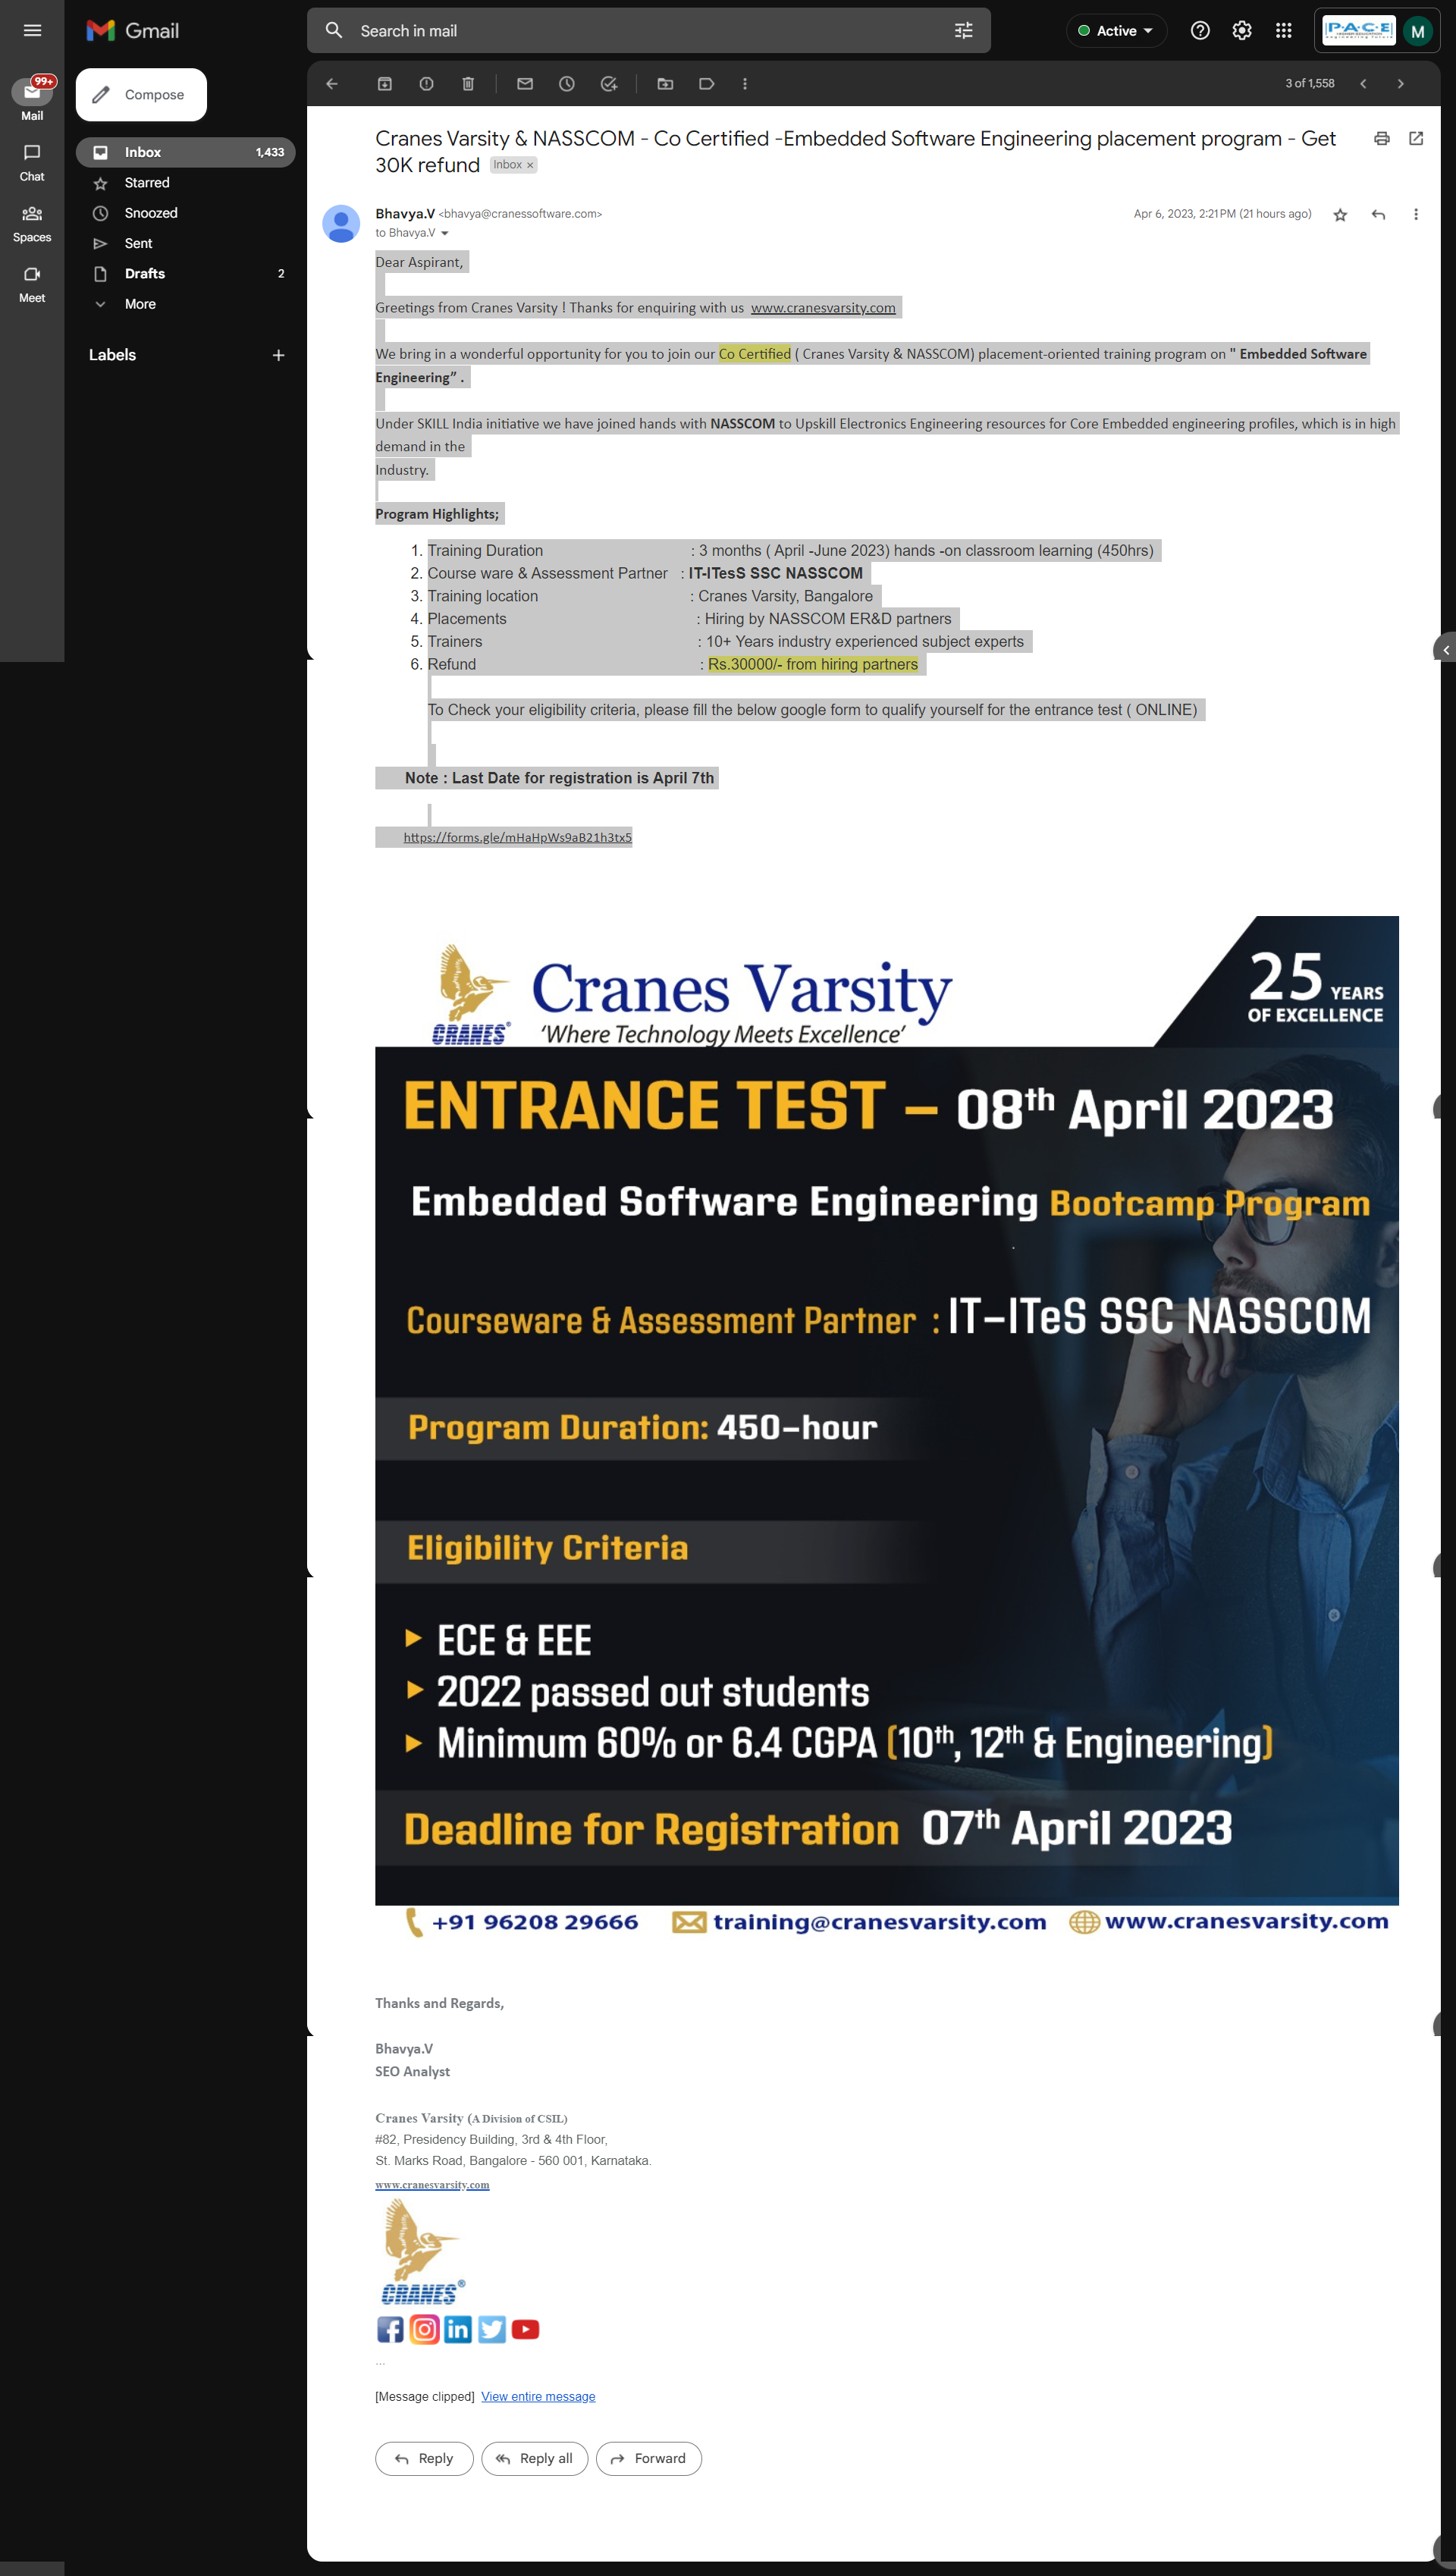 Gmail
Search in mail
Active
P·A·C·E
M
99+
Mail
Chat
Spaces
Meet
Compose
Inbox 1,433
Starred
Snoozed
Sent
Drafts 2
More
Labels +
3 of 1,558
Cranes Varsity & NASSCOM - Co Certified -Embedded Software Engineering placement program - Get
30K refund Inbox ×
Bhavya.V <bhavya@cranessoftware.com> Apr 6, 2023, 2:21 PM (21 hours ago)
to Bhavya.V
Dear Aspirant,
Greetings from Cranes Varsity ! Thanks for enquiring with us www.cranesvarsity.com
We bring in a wonderful opportunity for you to join our Co Certified ( Cranes Varsity & NASSCOM) placement-oriented training program on " Embedded Software
Engineering” .
Under SKILL India initiative we have joined hands with NASSCOM to Upskill Electronics Engineering resources for Core Embedded engineering profiles, which is in high
demand in the
Industry.
Program Highlights;
1. Training Duration : 3 months ( April -June 2023) hands -on classroom learning (450hrs)
2. Course ware & Assessment Partner : IT-ITesS SSC NASSCOM
3. Training location : Cranes Varsity, Bangalore
4. Placements : Hiring by NASSCOM ER&D partners
5. Trainers : 10+ Years industry experienced subject experts
6. Refund : Rs.30000/- from hiring partners
To Check your eligibility criteria, please fill the below google form to qualify yourself for the entrance test ( ONLINE)
Note : Last Date for registration is April 7th
https://forms.gle/mHaHpWs9aB21h3tx5
CRANES®
Cranes Varsity
‘Where Technology Meets Excellence’
25 YEARS
OF EXCELLENCE
ENTRANCE TEST – 08th April 2023
Embedded Software Engineering Bootcamp Program
Courseware & Assessment Partner : IT-ITeS SSC NASSCOM
Program Duration: 450-hour
Eligibility Criteria
ECE & EEE
2022 passed out students
Minimum 60% or 6.4 CGPA (10th, 12th & Engineering)
Deadline for Registration 07th April 2023
+91 96208 29666 training@cranesvarsity.com www.cranesvarsity.com
Thanks and Regards,
Bhavya.V
SEO Analyst
Cranes Varsity (A Division of CSIL)
#82, Presidency Building, 3rd & 4th Floor,
St. Marks Road, Bangalore - 560 001, Karnataka.
www.cranesvarsity.com
CRANES®
...
[Message clipped] View entire message
Reply Reply all Forward